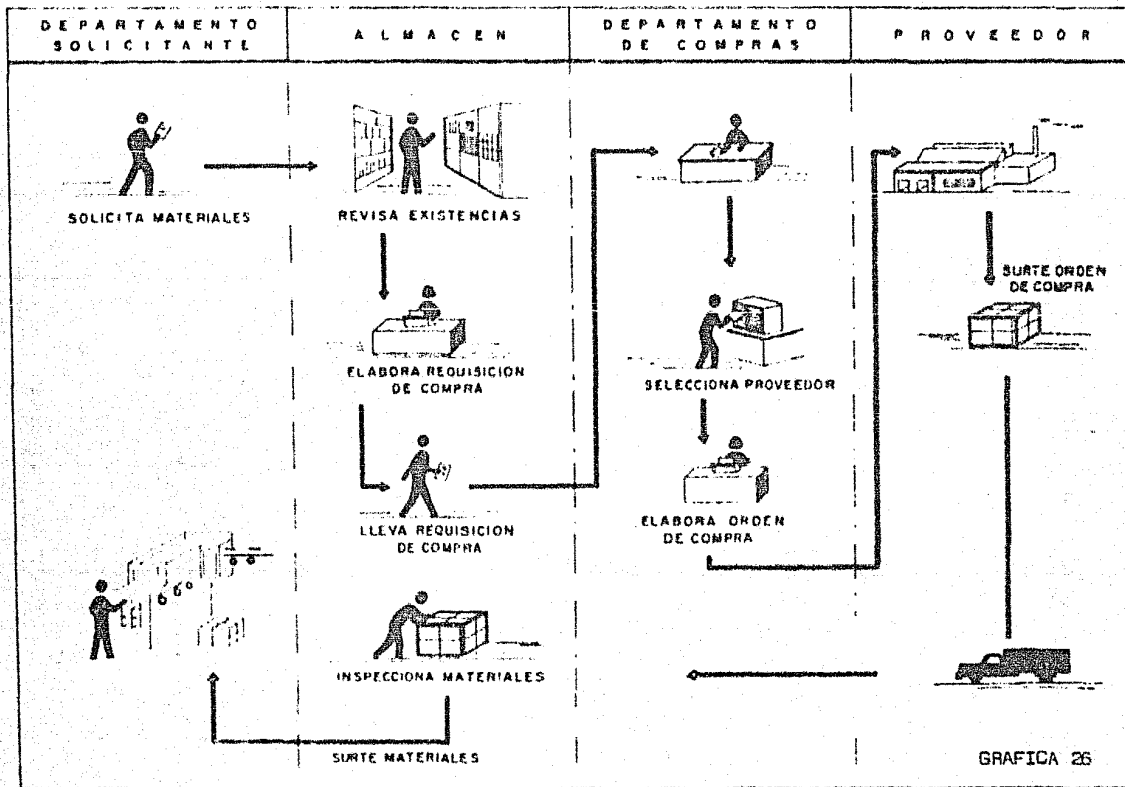 DEPARTAMENTO
SOLICITANTE
ALMACEN
DEPARTAMENTO
DE COMPRAS
PROVEEDOR
SOLICITA MATERIALES
REVISA EXISTENCIAS
ELABORA REQUISICION
DE COMPRA
LLEVA REQUISICION
DE COMPRA
INSPECCIONA MATERIALES
SURTE MATERIALES
SELECCIONA PROVEEDOR
ELABORA ORDEN
DE COMPRA
SURTE ORDEN
DE COMPRA
GRAFICA 26